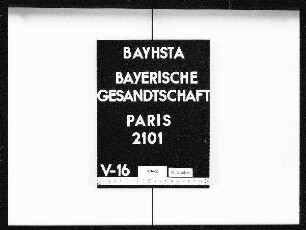 BAYHSTA
BAYERISCHE
GESANDTSCHAFT
PARIS
2101
V-16